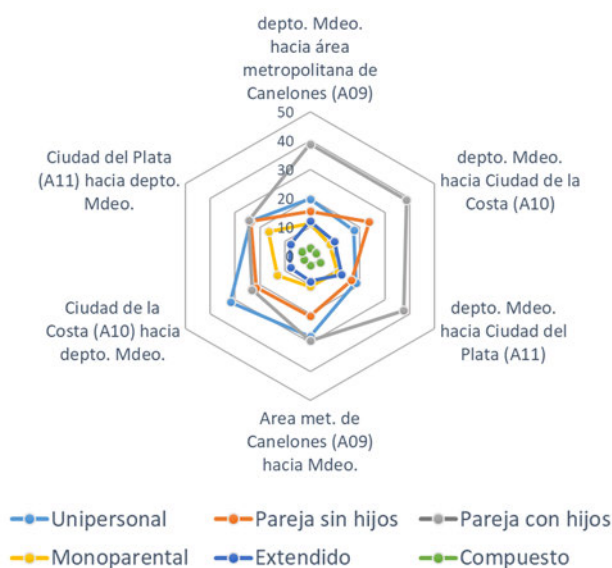 depto. Mdeo.
hacia área
metropolitana de
Canelones (A09)
50
40
30
20
10
depto. Mdeo.
hacia Ciudad de la
Costa (A10)
depto. Mdeo.
hacia Ciudad del
Plata (A11)
Area met. de
Canelones (A09)
hacia Mdeo.
Ciudad de la
Costa (A10) hacia
depto. Mdeo.
Ciudad del Plata
(A11) hacia depto.
Mdeo.
Unipersonal Pareja sin hijos Pareja con hijos
Monoparental Extendido Compuesto